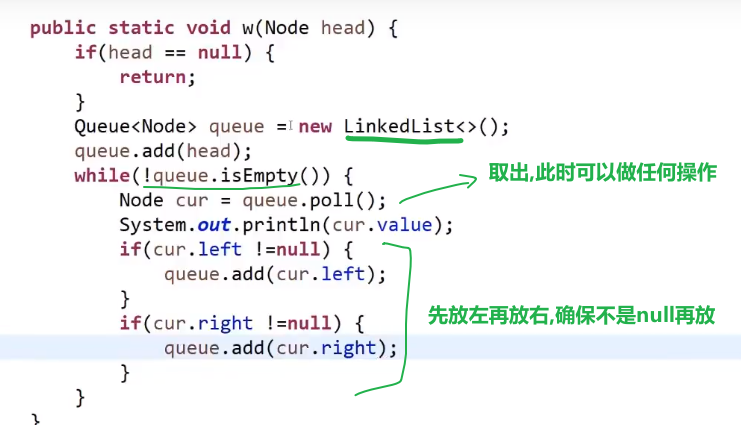 public static void w(Node head) {
if(head == null) {
return;
}
Queue<Node> queue = new LinkedList<>();
queue.add(head);
while(!queue.isEmpty()) {
取出,此时可以做任何操作
Node cur = queue.poll();
System.out.println(cur.value);
if(cur.left !=null) {
queue.add(cur.left);
}
先放左再放右,确保不是null再放
if(cur.right !=null) {
queue.add(cur.right);
}
}
}